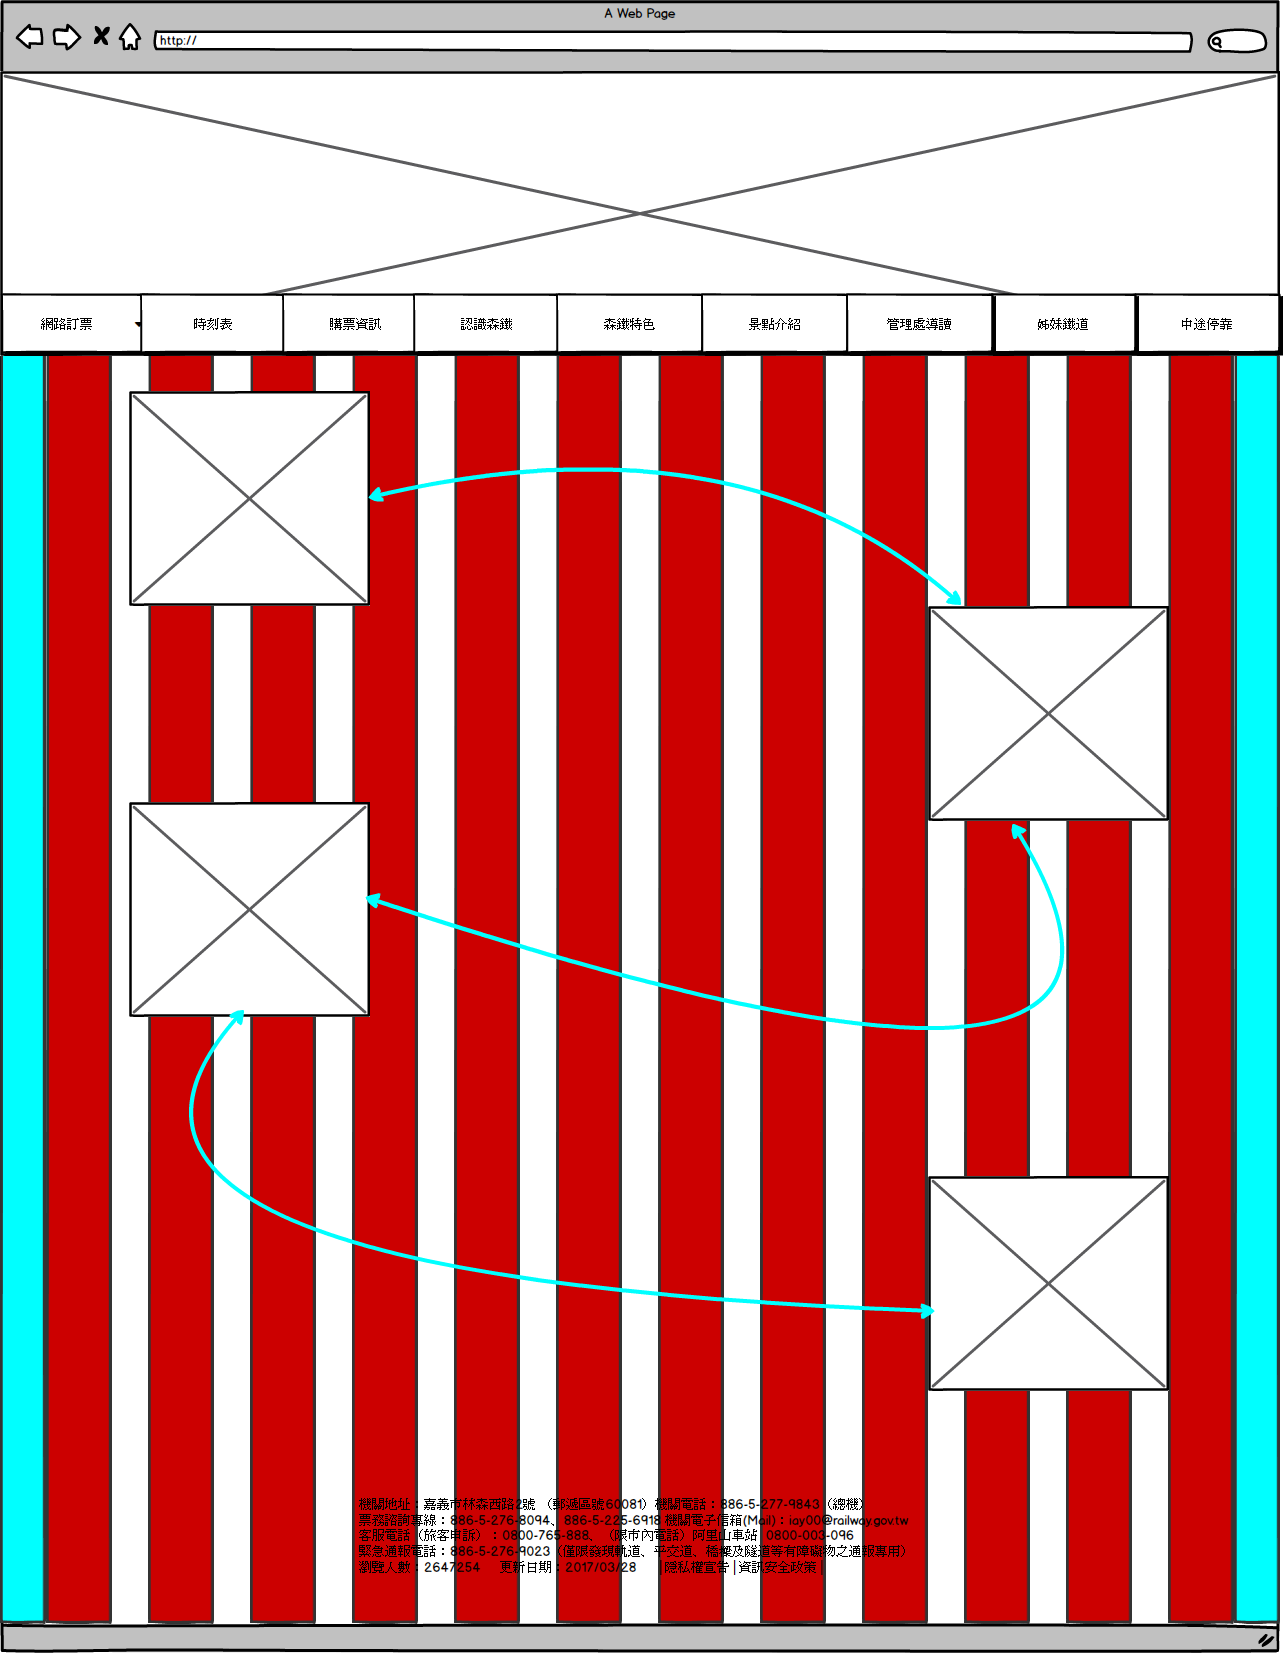 A Web Page
http://
網路訂票
時刻表
購票資訊
認識森鐵
森鐵特色
景點介紹
管理處導讀
姊妹鐵道
中途停靠
機關地址：嘉義市林森西路2號 （郵遞區號60081）機關電話：886-5-277-9843（總機）
票務諮詢專線：886-5-276-8094、886-5-225-6918 機關電子信箱(Mail)：iay00@railway.gov.tw
客服電話（旅客申訴）：0800-765-888、（限市內電話）阿里山車站 0800-003-096
緊急通報電話：886-5-276-9023（僅限發現軌道、平交道、橋樑及隧道等有障礙物之通報專用）
瀏覽人數：2647254 更新日期：2017/03/28 |隱私權宣告|資訊安全政策|